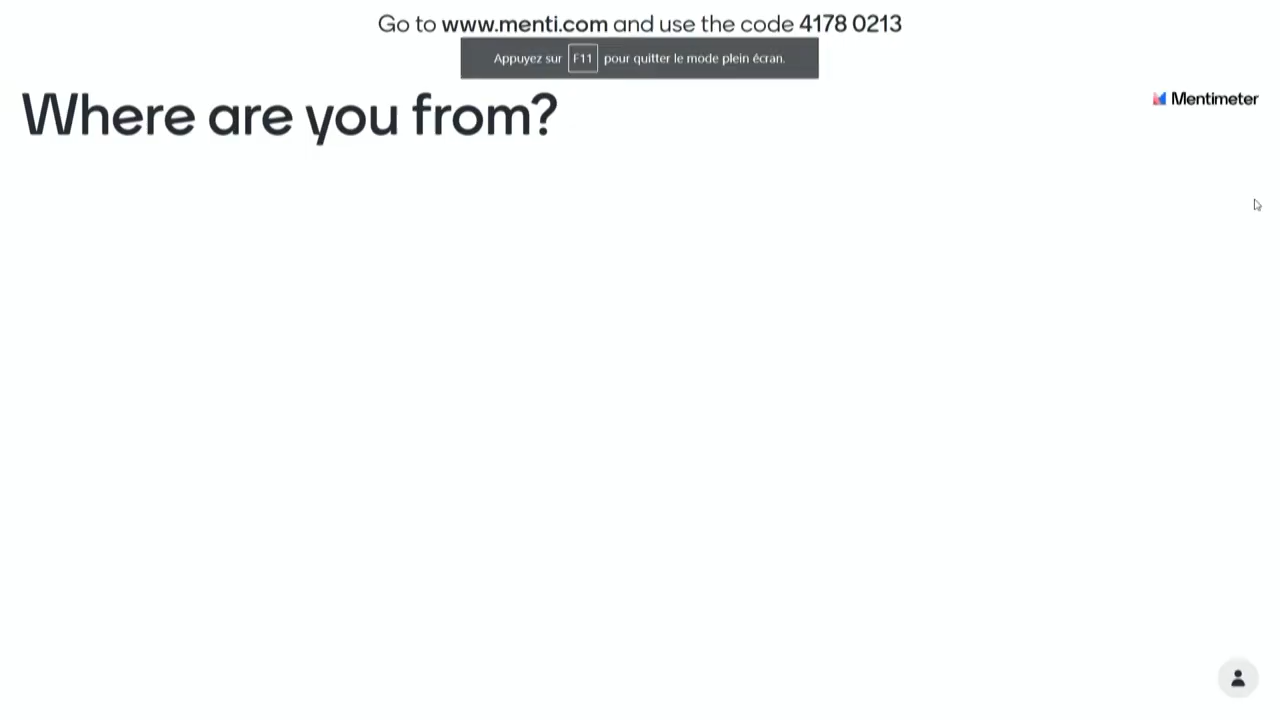 Go to www.menti.com and use the code 4178 0213
Appuyez sur F11 pour quitter le mode plein écran.
Where are you from?
Mentimeter